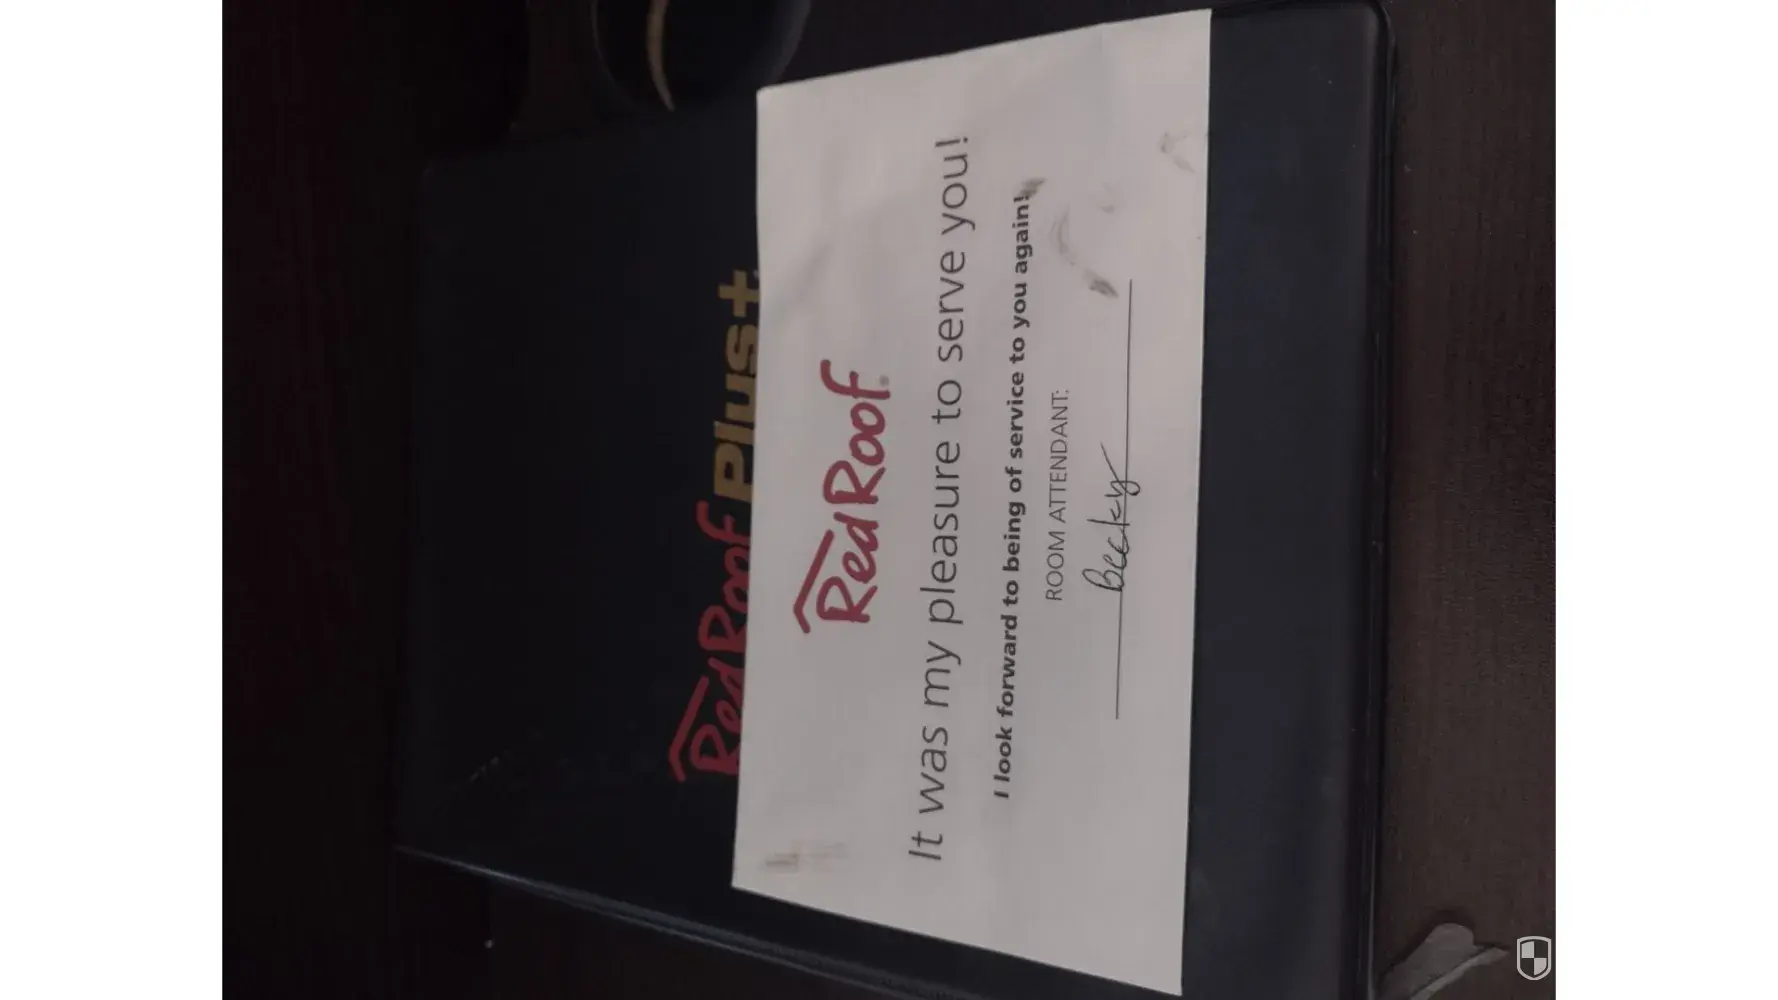 RedRoof Plus+
RedRoof®
It was my pleasure to serve you!
I look forward to being of service to you again!
ROOM ATTENDANT:
Becky